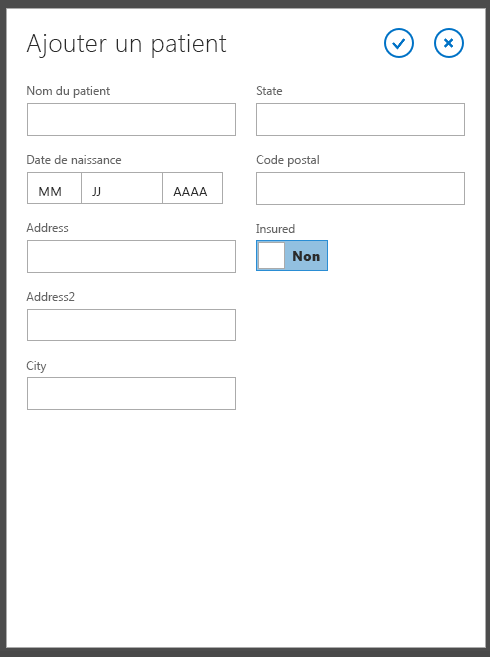 Ajouter un patient
Nom du patient
Date de naissance
MM JJ AAAA
Address
Address2
City
State
Code postal
Insured
Non